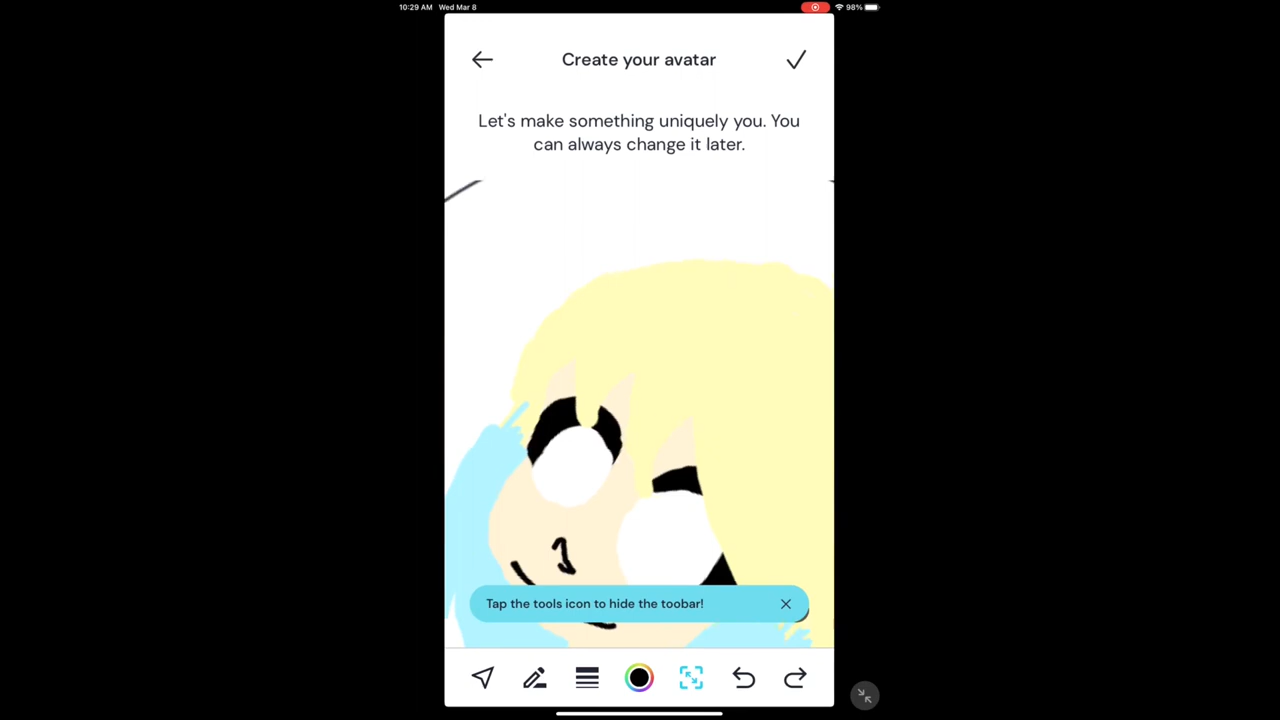 10:29 AM Wed Mar 8
98%
Create your avatar
Let's make something uniquely you. You
can always change it later.
Tap the tools icon to hide the toobar!